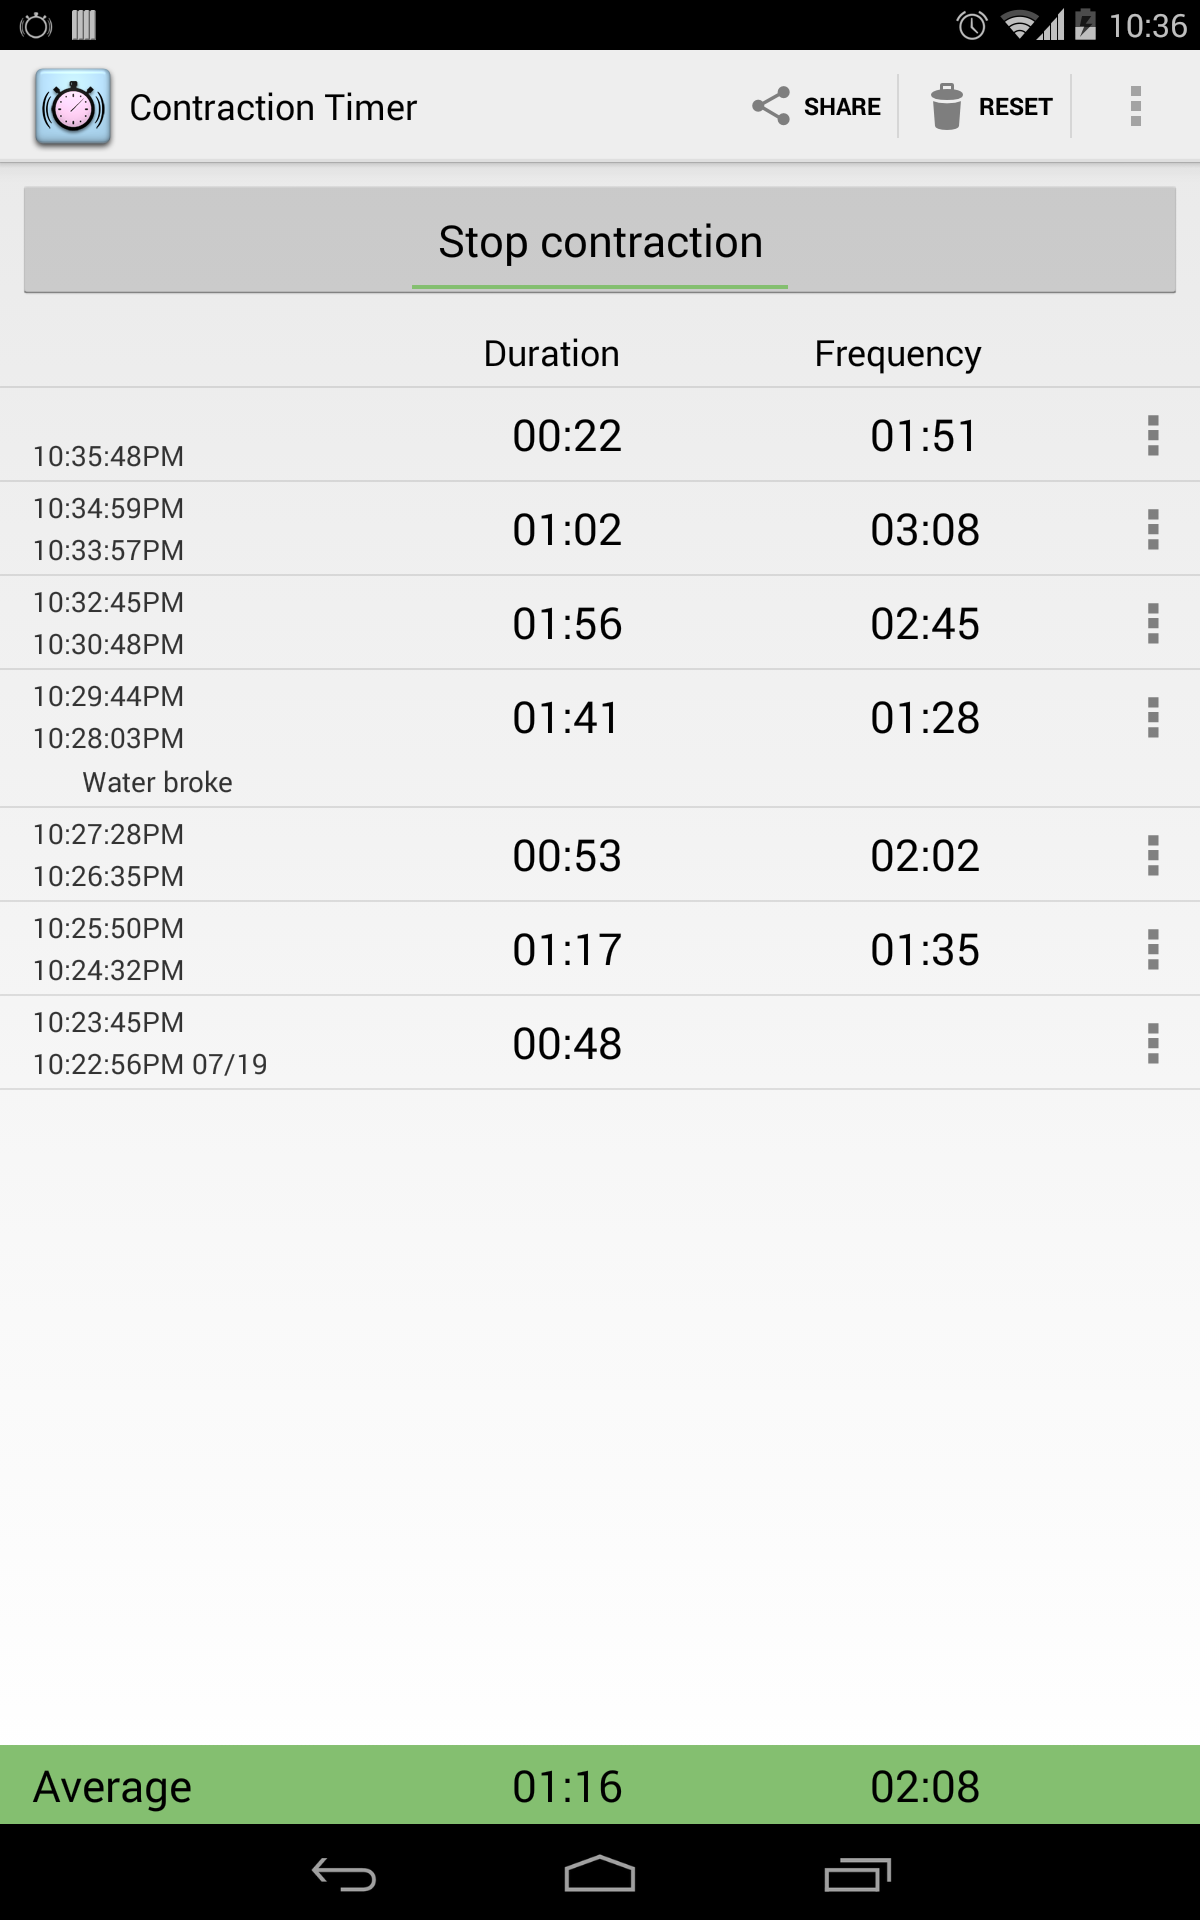 10:36
Contraction Timer
SHARE
RESET
Stop contraction
Duration Frequency
00:22 01:51
10:35:48PM
10:34:59PM
01:02 03:08
10:33:57PM
10:32:45PM
01:56 02:45
10:30:48PM
10:29:44PM
01:41 01:28
10:28:03PM
Water broke
10:27:28PM
00:53 02:02
10:26:35PM
10:25:50PM
01:17 01:35
10:24:32PM
10:23:45PM
00:48
10:22:56PM 07/19
Average 01:16 02:08